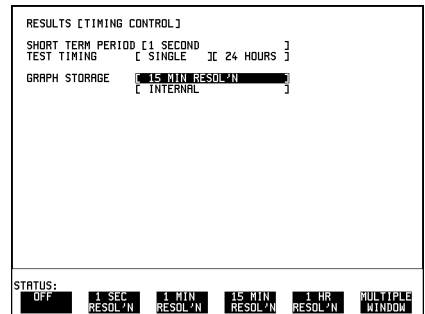 RESULTS [TIMING CONTROL]
SHORT TERM PERIOD [1 SECOND ]
TEST TIMING [ SINGLE ][ 24 HOURS ]
GRAPH STORAGE [ 15 MIN RESOL'N ]
[ INTERNAL ]
STATUS:
OFF 1 SEC RESOL'N 1 MIN RESOL'N 15 MIN RESOL'N 1 HR RESOL'N MULTIPLE WINDOW